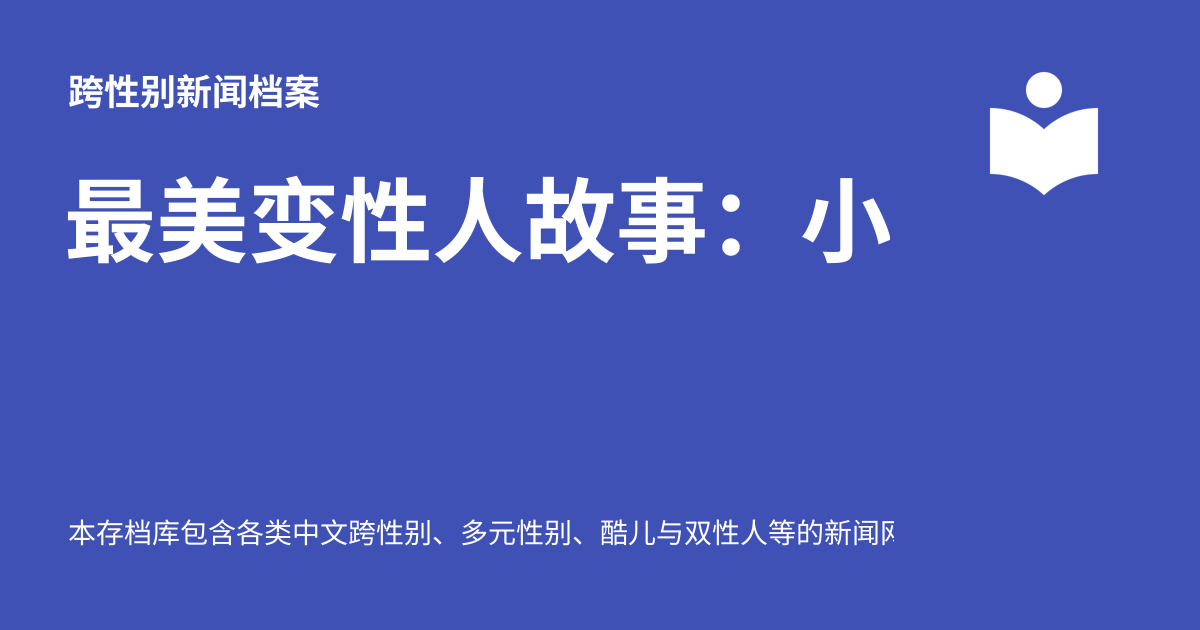 跨性别新闻档案
最美变性人故事：小
本存档库包含各类中文跨性别、多元性别、酷儿与双性人等的新闻网